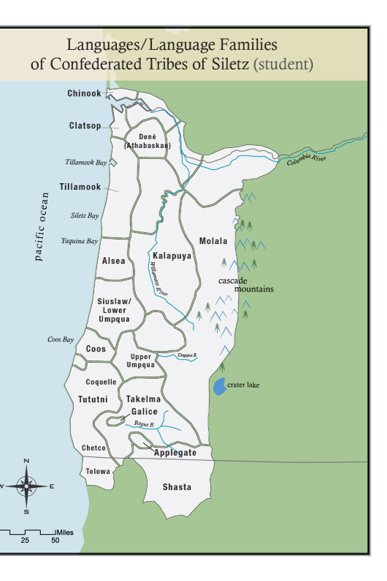 Languages/Language Families
of Confederated Tribes of Siletz (student)
Chinook
Clatsop
Dené
(Athabaskan)
Tillamook Bay
Columbia River
Tillamook
pacific ocean
Siletz Bay
Yaquina Bay
Molala
Kalapuya
Alsea
Willamette River
cascade
mountains
Siuslaw/
Lower
Umpqua
Coos Bay
Coos
Upper
Umpqua
Umpqua R
Coquelle
crater lake
Tututni
Takelma
Galice
Rogue R
Chetco
Applegate
N
Tolowa
W
E
Shasta
S
Miles
25
50